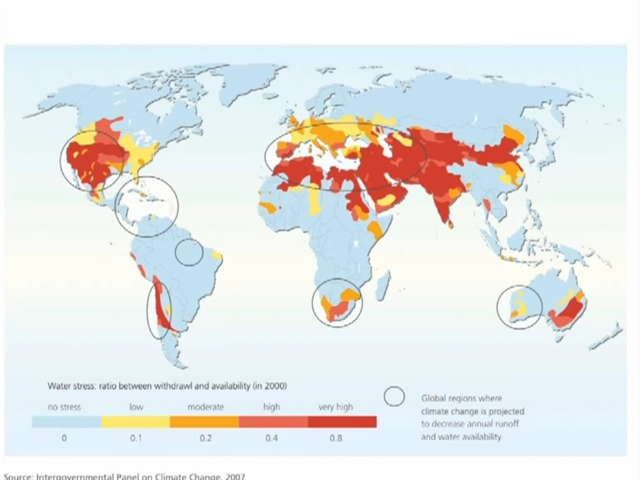 Water stress: ratio between withdrawl and availability (in 2000)
no stress low moderate high very high
0 0.1 0.2 0.4 0.8
Global regions where
climate change is projected
to decrease annual runoff
and water availability
Source: Intergovernmental Panel on Climate Change, 2007